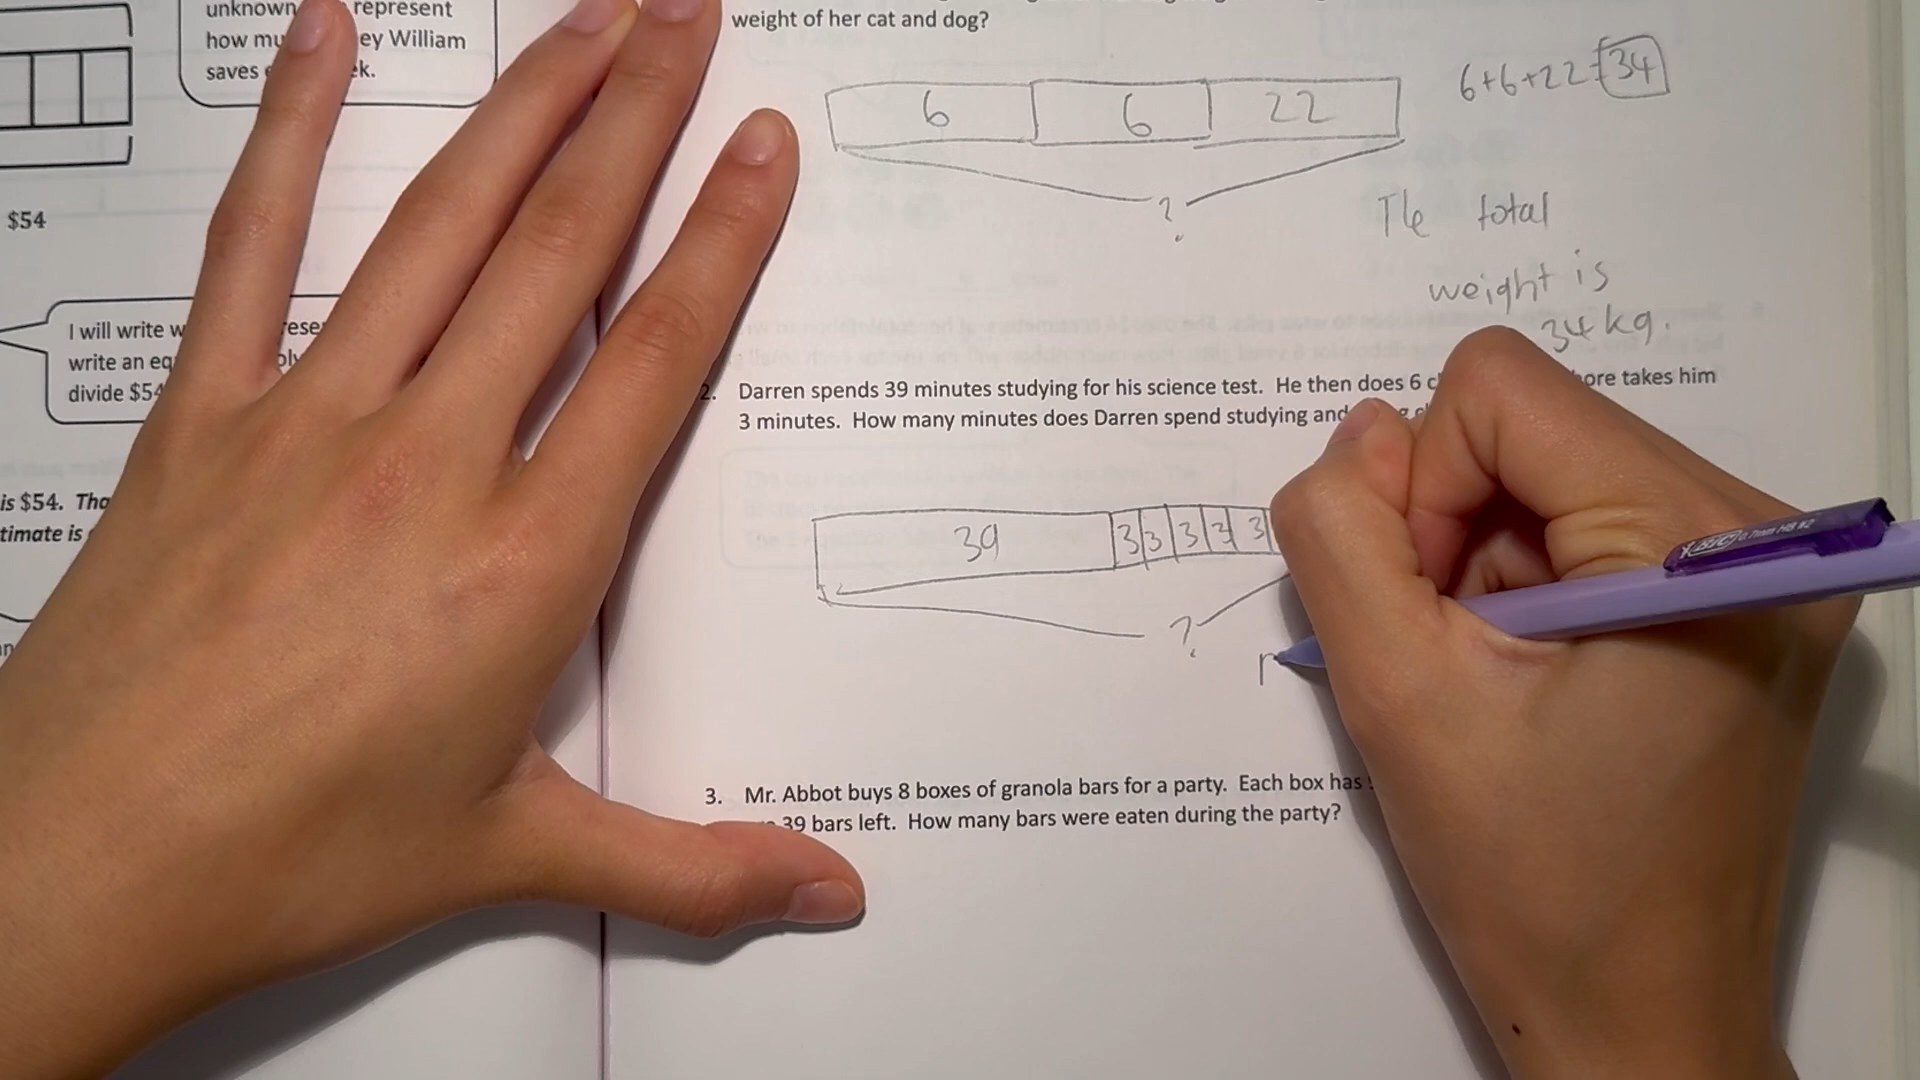 unknown represent
how mu ey William
saves ek.
$54
I will write w rese
write an eq
divide $54
is $54. Tha
timate is
weight of her cat and dog?
6 6 22
?
6+6+22=34
The total
weight is
34 kg.
2. Darren spends 39 minutes studying for his science test. He then does 6 c ore takes him
3 minutes. How many minutes does Darren spend studying and
39 3 3 3 3 3
?
3. Mr. Abbot buys 8 boxes of granola bars for a party. Each box has
39 bars left. How many bars were eaten during the party?
BIC 0.7mm HB #2